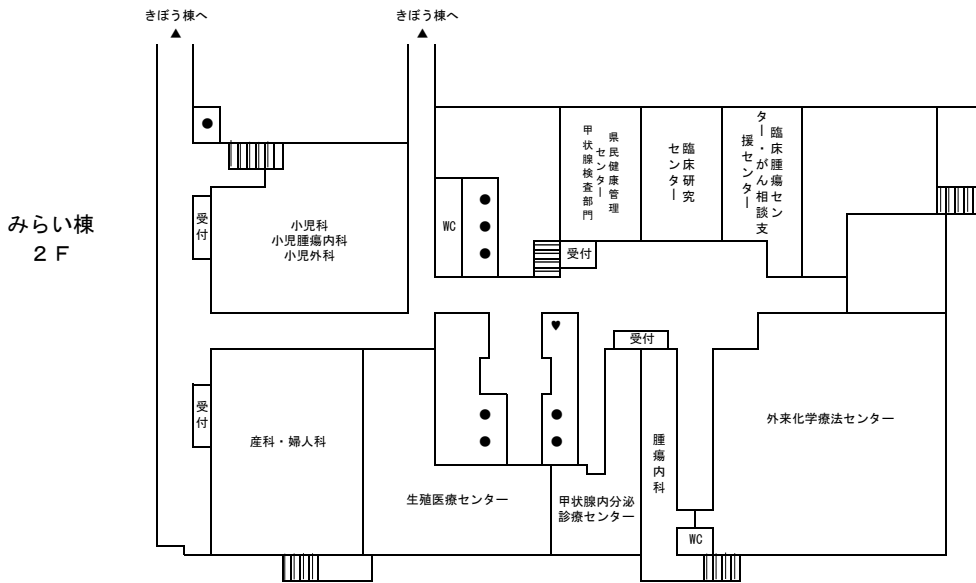 きぼう棟へ
きぼう棟へ
みらい棟
２Ｆ
受付
小児科
小児腫瘍内科
小児外科
WC
県民健康管理
センター
甲状腺検査部門
臨床研究
センター
臨床腫瘍セン
ター・がん相談支
援センター
受付
受付
受付
産科・婦人科
生殖医療センター
甲状腺内分泌
診療センター
腫瘍内科
外来化学療法センター
WC